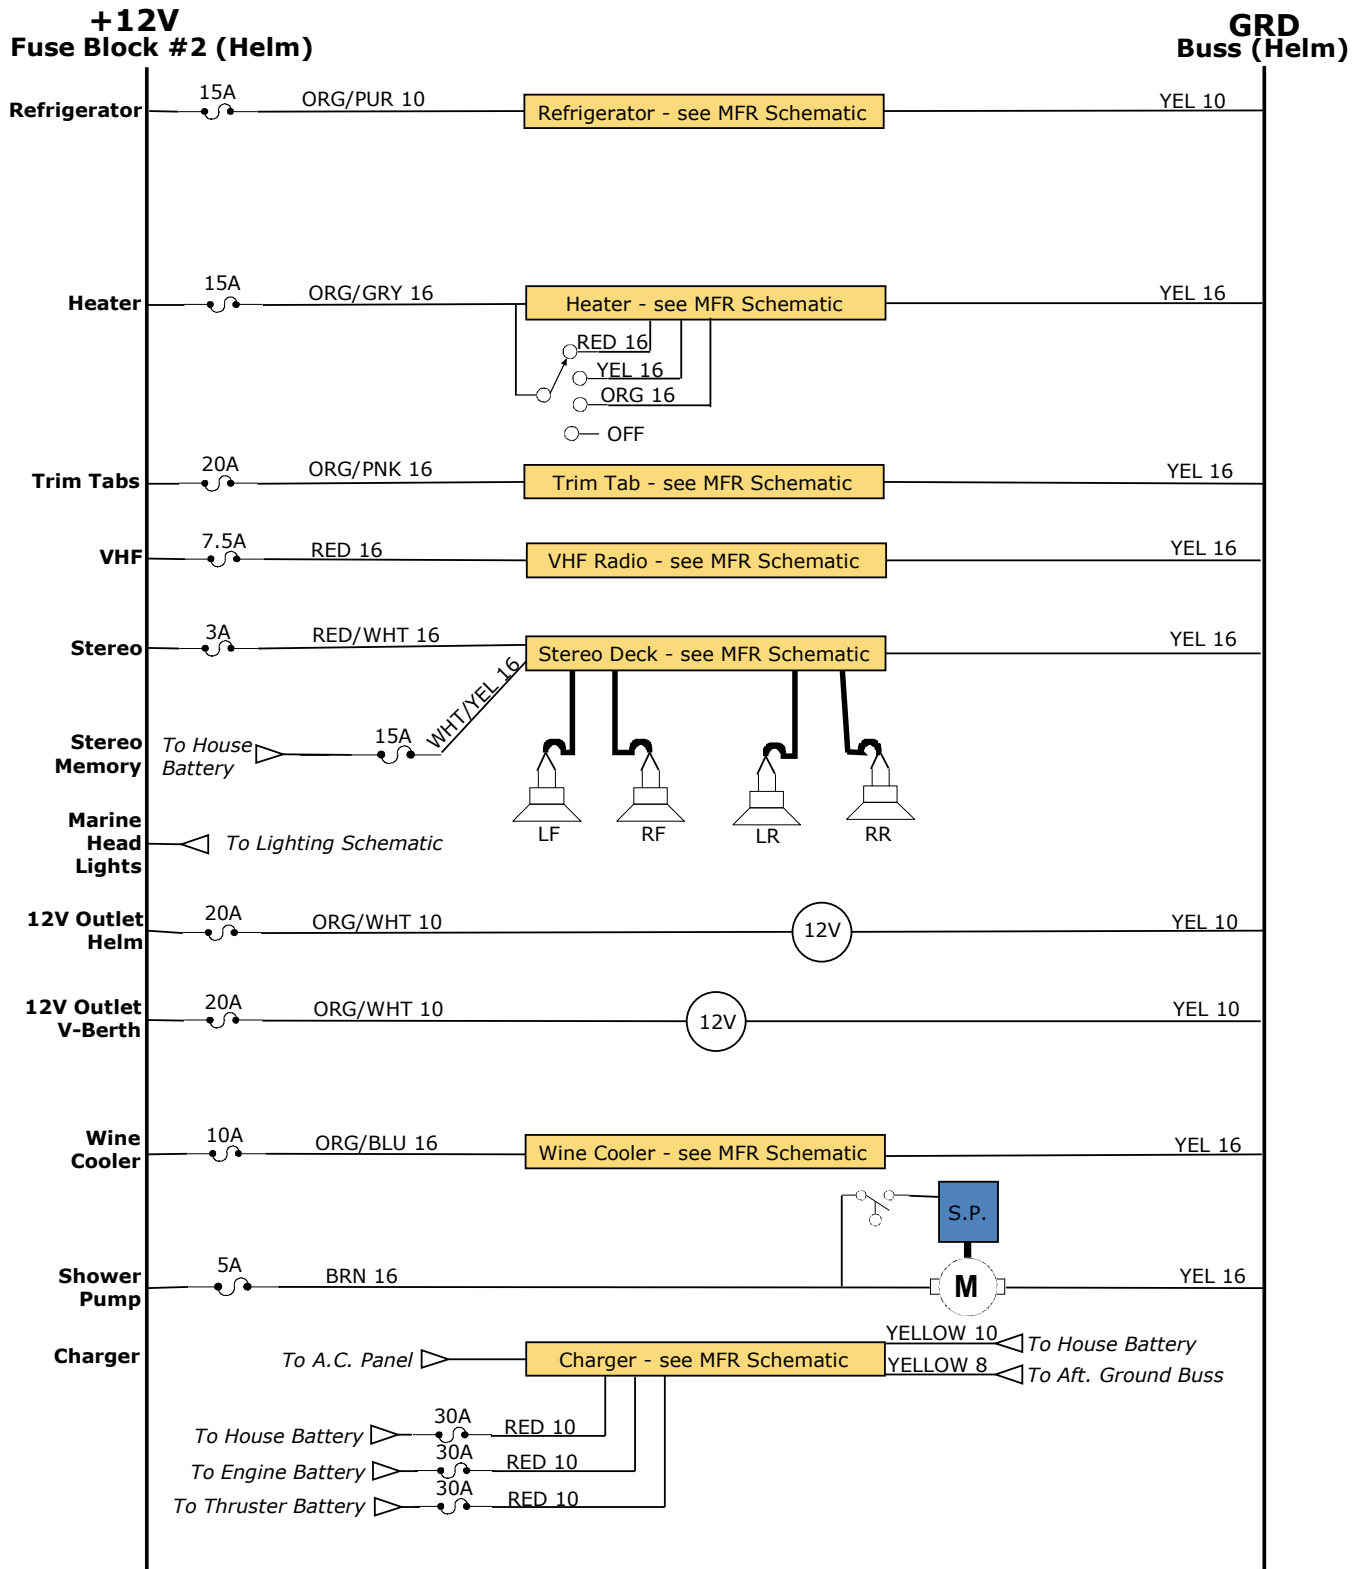 +12V
Fuse Block #2 (Helm)
GRD
Buss (Helm)
Refrigerator
15A
ORG/PUR 10
Refrigerator - see MFR Schematic
YEL 10
Heater
15A
ORG/GRY 16
Heater - see MFR Schematic
YEL 16
RED 16
YEL 16
ORG 16
OFF
Trim Tabs
20A
ORG/PNK 16
Trim Tab - see MFR Schematic
YEL 16
VHF
7.5A
RED 16
VHF Radio - see MFR Schematic
YEL 16
Stereo
3A
RED/WHT 16
Stereo Deck - see MFR Schematic
YEL 16
WHT/YEL 16
Stereo
Memory
To House
Battery
15A
LF
RF
LR
RR
Marine
Head
Lights
To Lighting Schematic
12V Outlet
Helm
20A
ORG/WHT 10
12V
YEL 10
12V Outlet
V-Berth
20A
ORG/WHT 10
12V
YEL 10
Wine
Cooler
10A
ORG/BLU 16
Wine Cooler - see MFR Schematic
YEL 16
S.P.
Shower
Pump
5A
BRN 16
M
YEL 16
Charger
To A.C. Panel
Charger - see MFR Schematic
YELLOW 10
To House Battery
YELLOW 8
To Aft. Ground Buss
To House Battery
30A
RED 10
To Engine Battery
30A
RED 10
To Thruster Battery
30A
RED 10